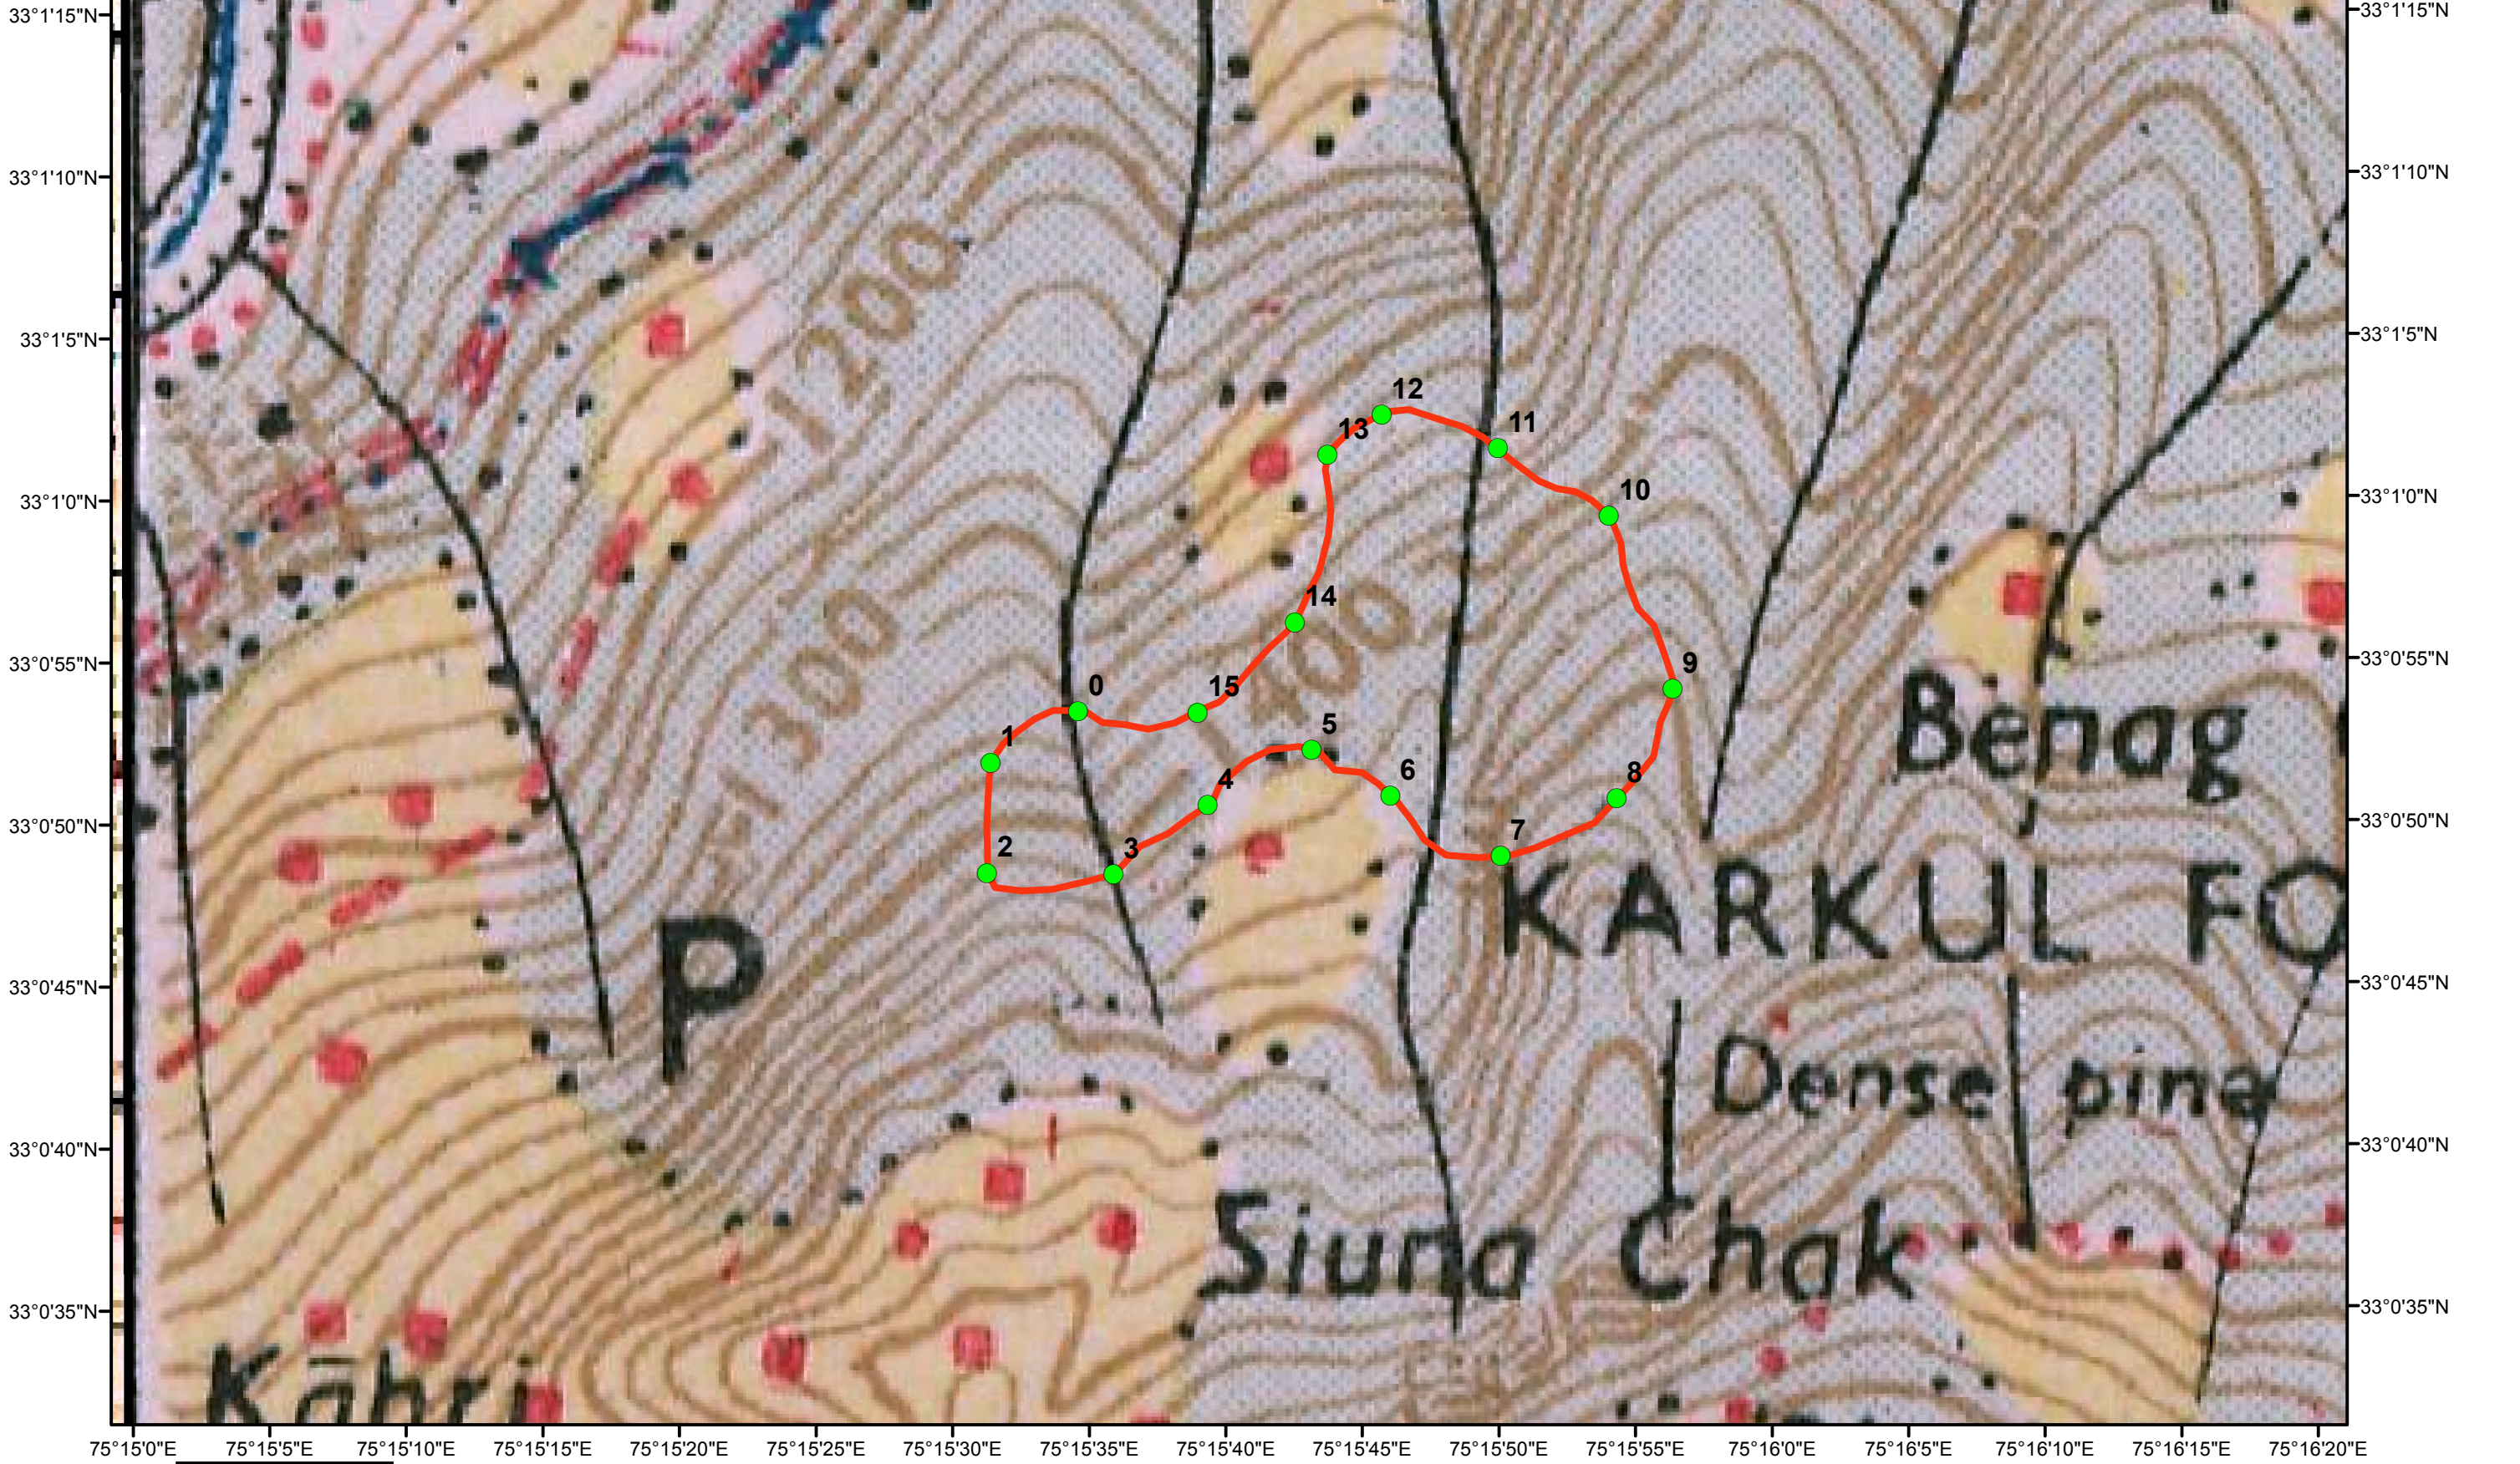 33°1'15"N 33°1'15"N
33°1'10"N 33°1'10"N
1200
33°1'5"N 33°1'5"N
12
13 11
33°1'0"N 33°1'0"N
10
14
1100 400
33°0'55"N 33°0'55"N
0 15 9
Benag
1 5
4 6 8
33°0'50"N 33°0'50"N
2 3 7
KARKUL FO
P
33°0'45"N 33°0'45"N
Dense pine
33°0'40"N 33°0'40"N
Siuna Chak
33°0'35"N 33°0'35"N
Kāhri
75°15'0"E 75°15'5"E 75°15'10"E 75°15'15"E 75°15'20"E 75°15'25"E 75°15'30"E 75°15'35"E 75°15'40"E 75°15'45"E 75°15'50"E 75°15'55"E 75°16'0"E 75°16'5"E 75°16'10"E 75°16'15"E 75°16'20"E